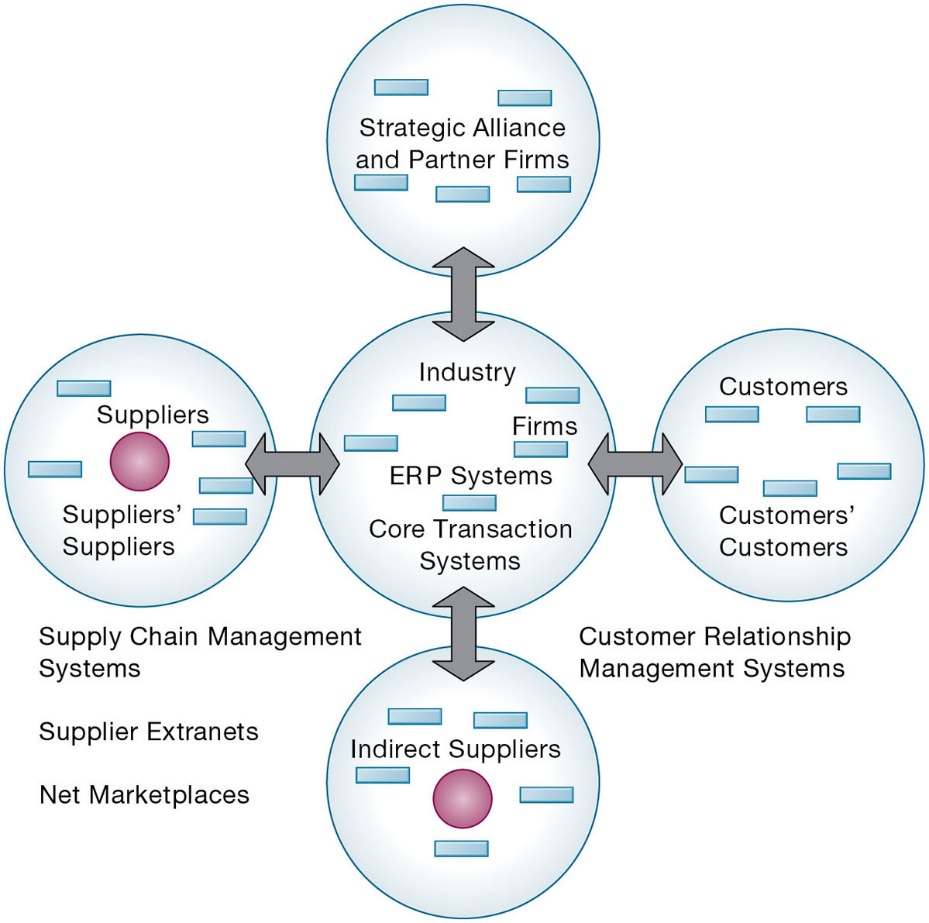 Strategic Alliance
and Partner Firms
Industry
Firms
ERP Systems
Core Transaction
Systems
Suppliers
Suppliers’
Suppliers
Customers
Customers’
Customers
Supply Chain Management
Systems
Supplier Extranets
Net Marketplaces
Customer Relationship
Management Systems
Indirect Suppliers